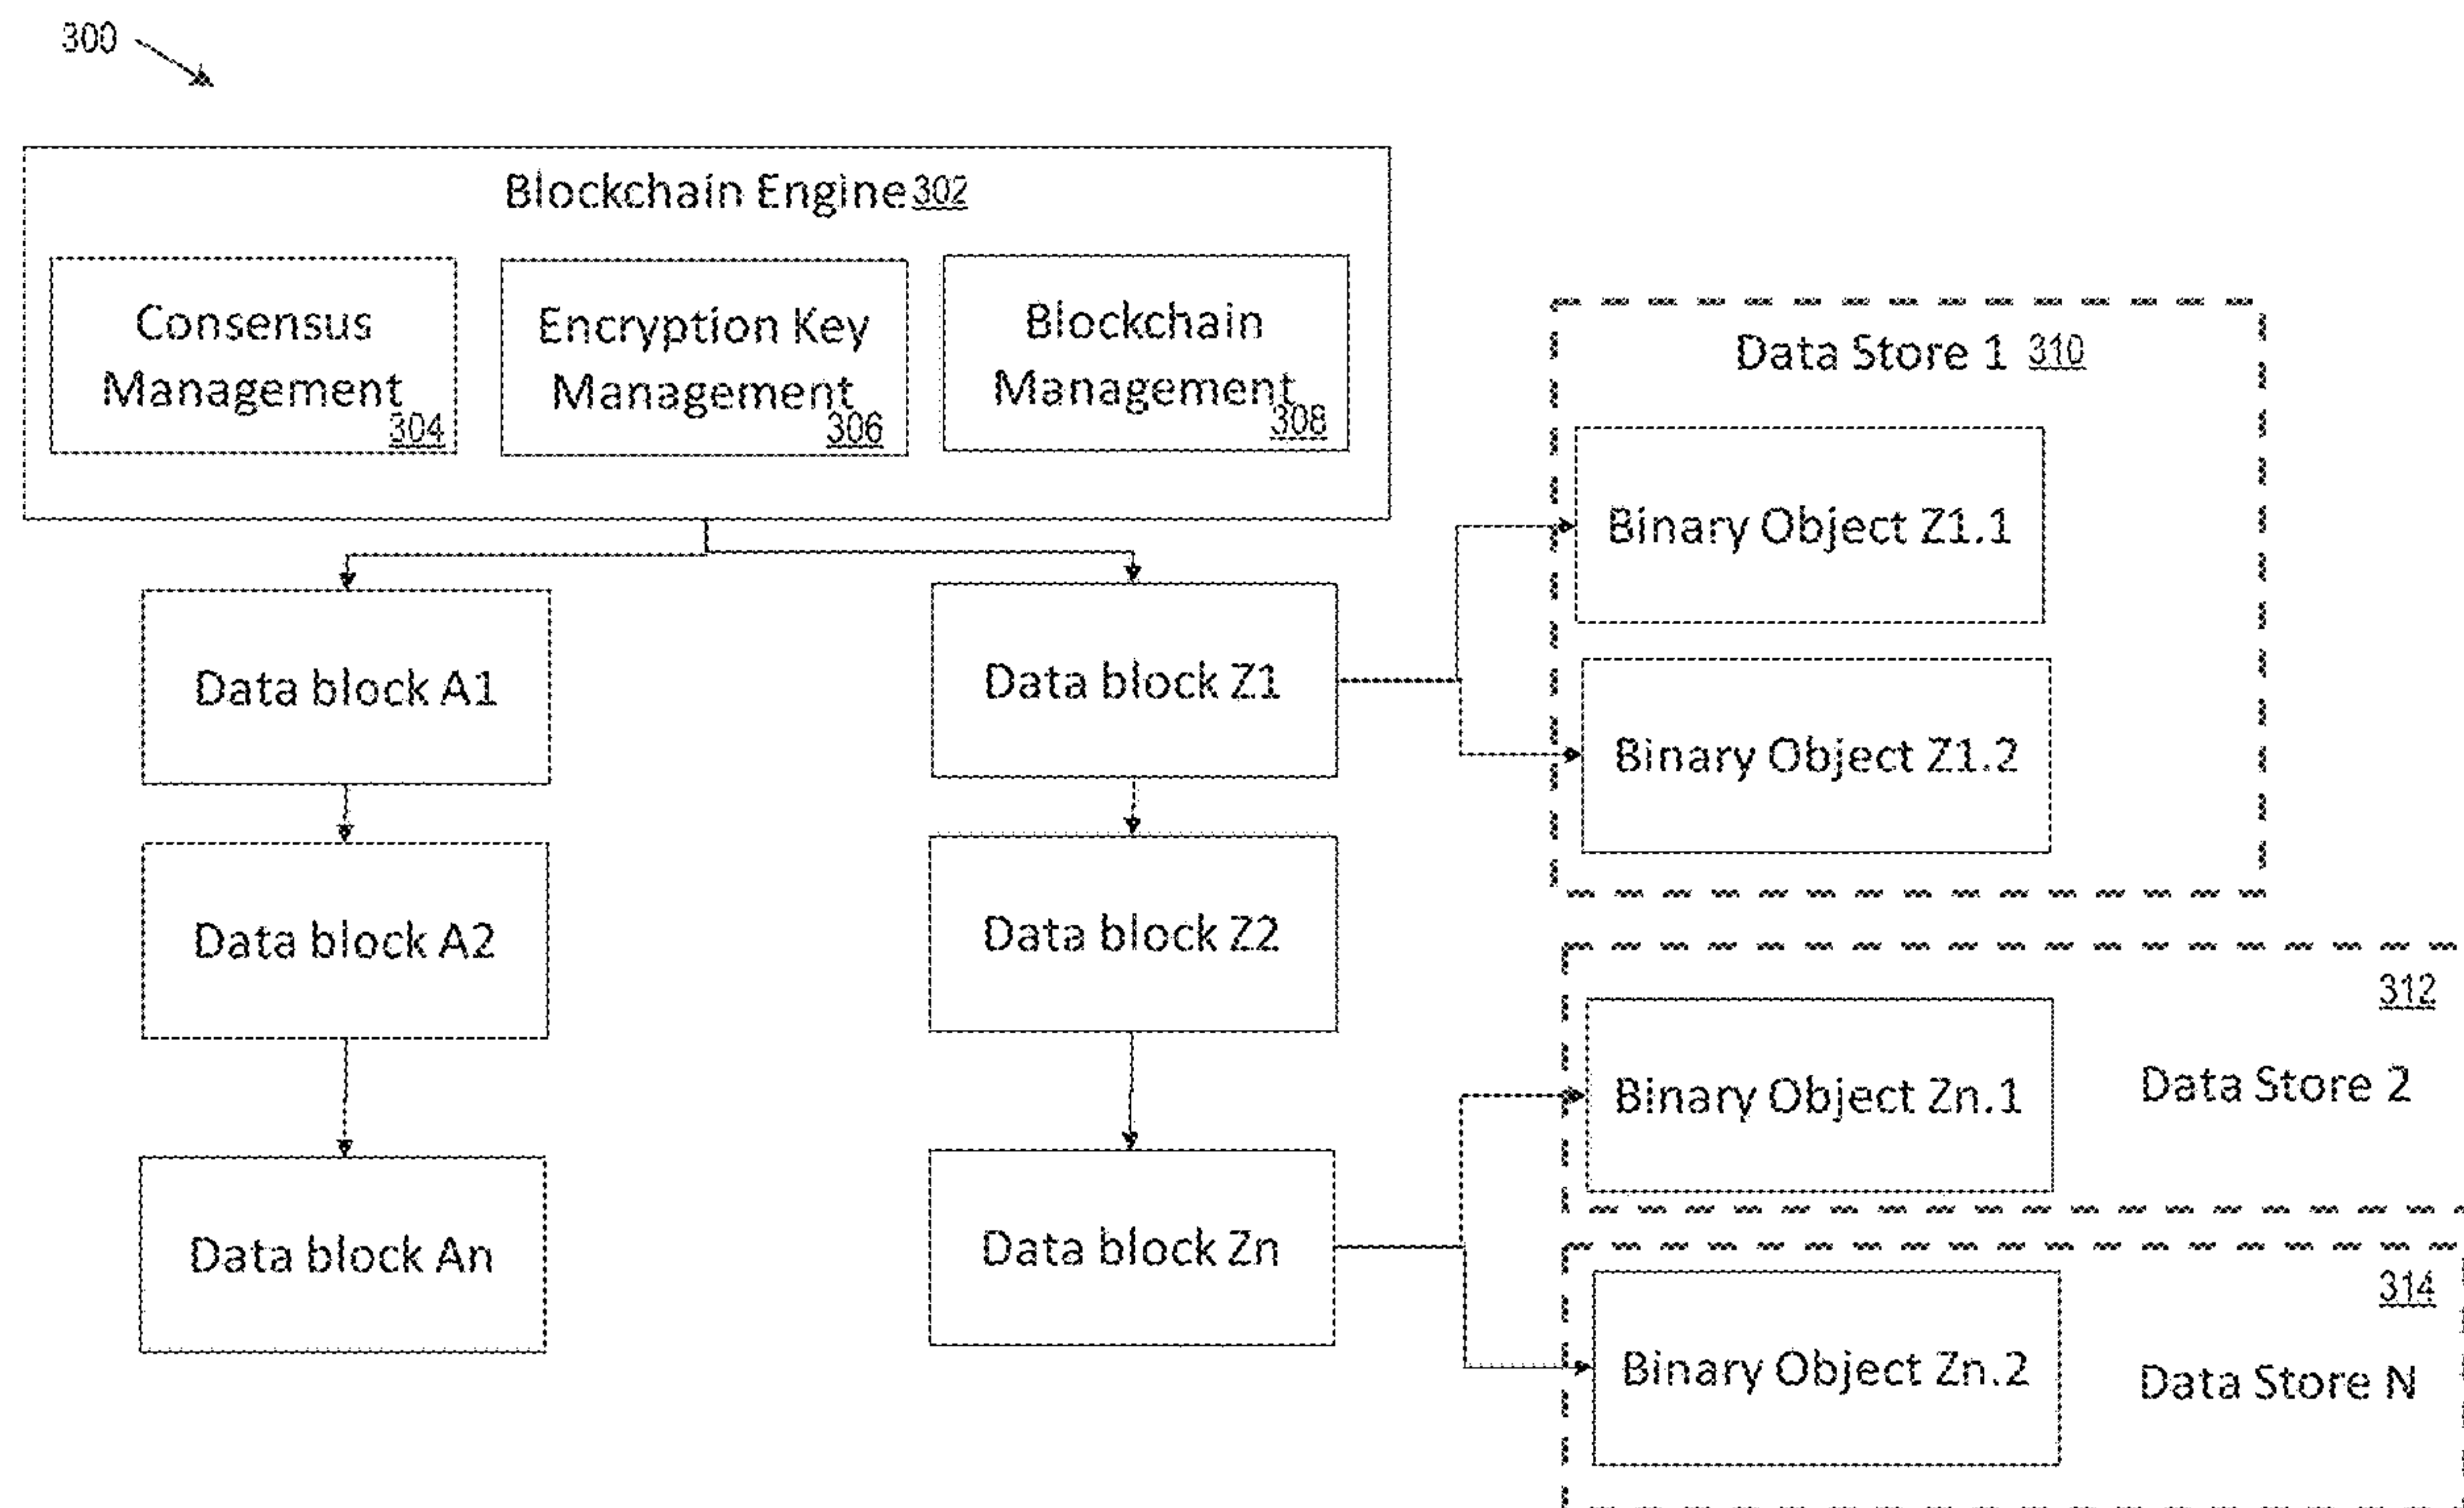 300
Blockchain Engine 302
Consensus
Management
304
Encryption Key
Management
306
Blockchain
Management
308
Data Store 1 310
Binary Object Z1.1
Binary Object Z1.2
Data block A1
Data block Z1
Data block A2
Data block Z2
312
Binary Object Zn.1
Data Store 2
Data block An
Data block Zn
314
Binary Object Zn.2
Data Store N